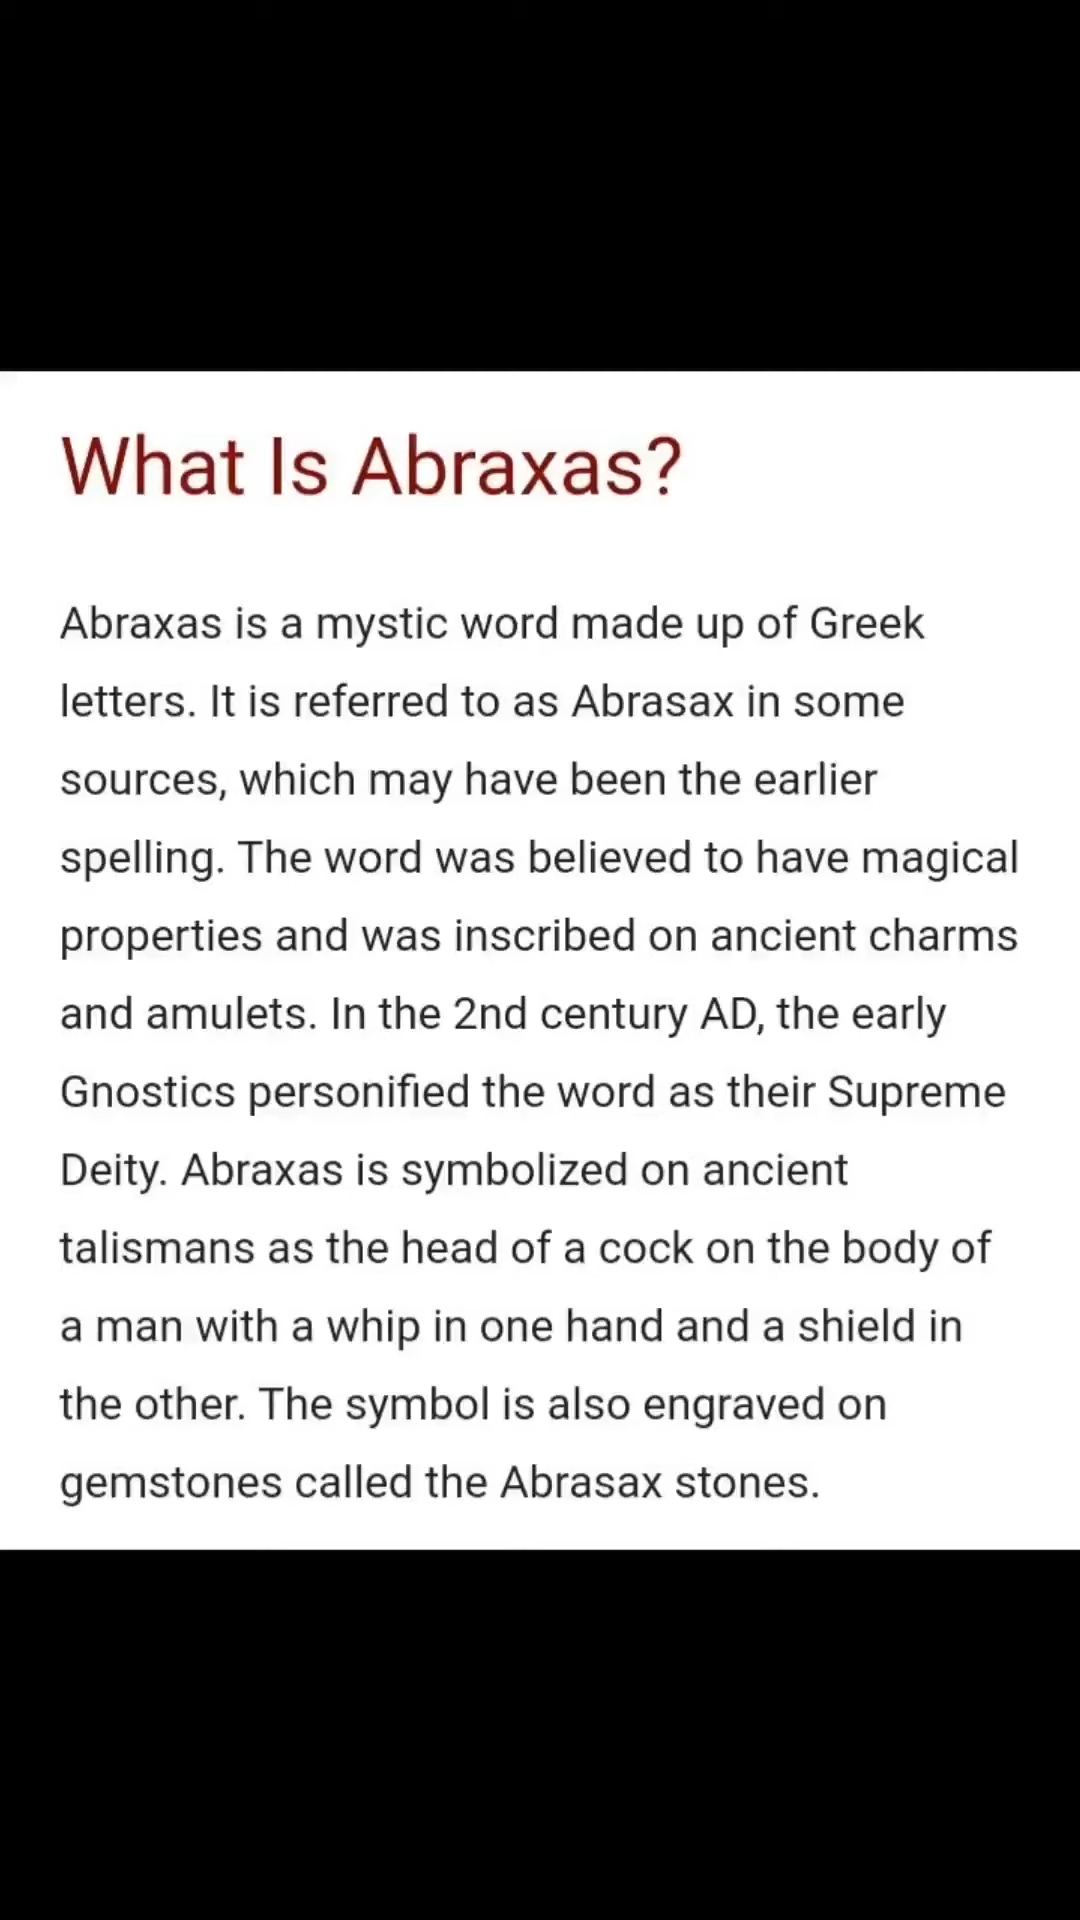 What Is Abraxas?
Abraxas is a mystic word made up of Greek
letters. It is referred to as Abrasax in some
sources, which may have been the earlier
spelling. The word was believed to have magical
properties and was inscribed on ancient charms
and amulets. In the 2nd century AD, the early
Gnostics personified the word as their Supreme
Deity. Abraxas is symbolized on ancient
talismans as the head of a cock on the body of
a man with a whip in one hand and a shield in
the other. The symbol is also engraved on
gemstones called the Abrasax stones.